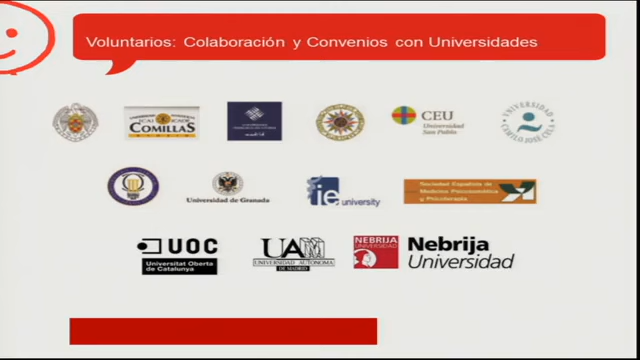 Voluntarios: Colaboración y Convenios con Universidades
COMILLAS
CEU
Universidad
San Pablo
UNIVERSIDAD
CAMILO JOSÉ CELA
Universidad de Granada
ie university
Sociedad Española de
Medicina Psicosomática
y Psicoterapia
UOC
Universitat Oberta
de Catalunya
UAM
UNIVERSIDAD AUTONOMA
DE MADRID
NEBRIJA
UNIVERSIDAD
Nebrija
Universidad